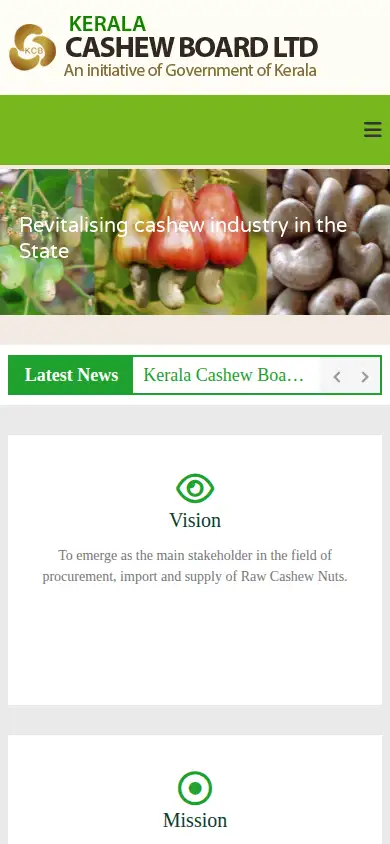 KERALA
CASHEW BOARD LTD
An initiative of Government of Kerala
KCB
Revitalising cashew industry in the
State
Latest News
Kerala Cashew Boa…
Vision
To emerge as the main stakeholder in the field of
procurement, import and supply of Raw Cashew Nuts.
Mission